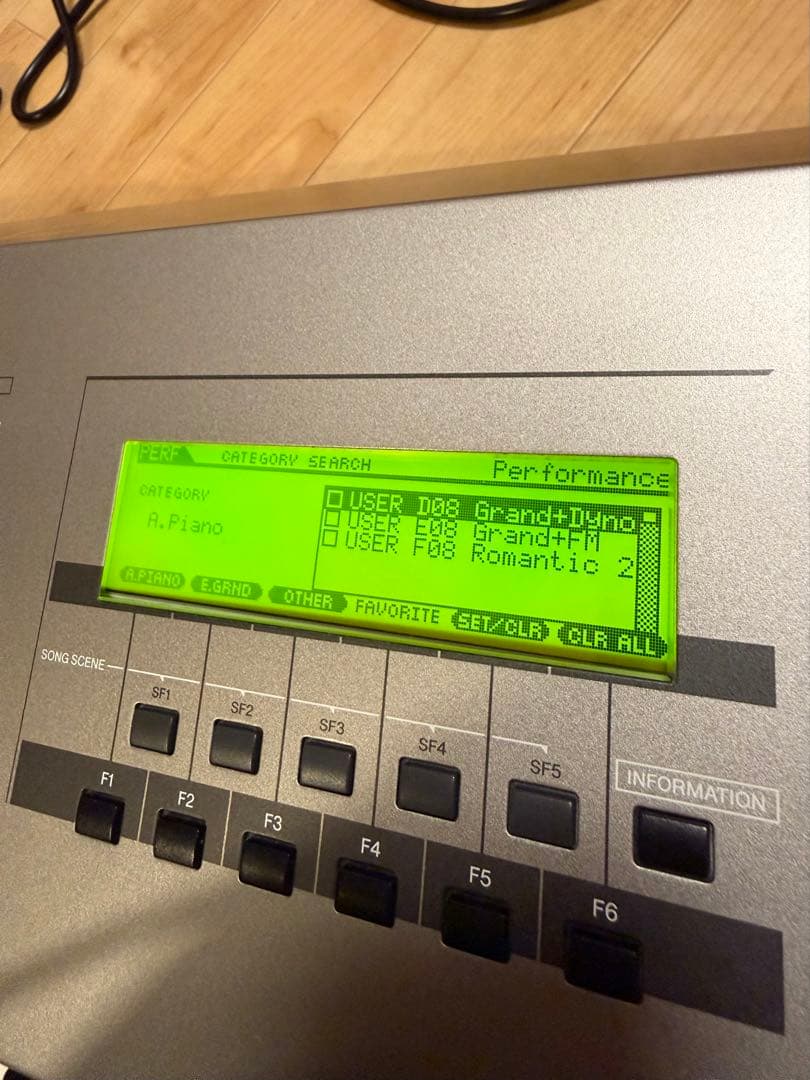 PERF CATEGORY SEARCH Performance
CATEGORY
A.Piano
USER D08 Grand+Dyno
USER E08 Grand+FM
USER F08 Romantic 2
A.PIANO E.GRND OTHER FAVORITE SET/CLR CLR ALL
SONG SCENE
SF1 SF2 SF3 SF4 SF5
INFORMATION
F1 F2 F3 F4 F5 F6